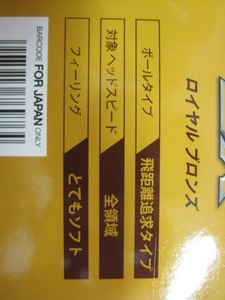 ロイヤル ブロンズ
ボールタイプ 飛距離追求タイプ
対象ヘッドスピード 全領域
フィーリング とてもソフト
BARCODE FOR JAPAN ONLY